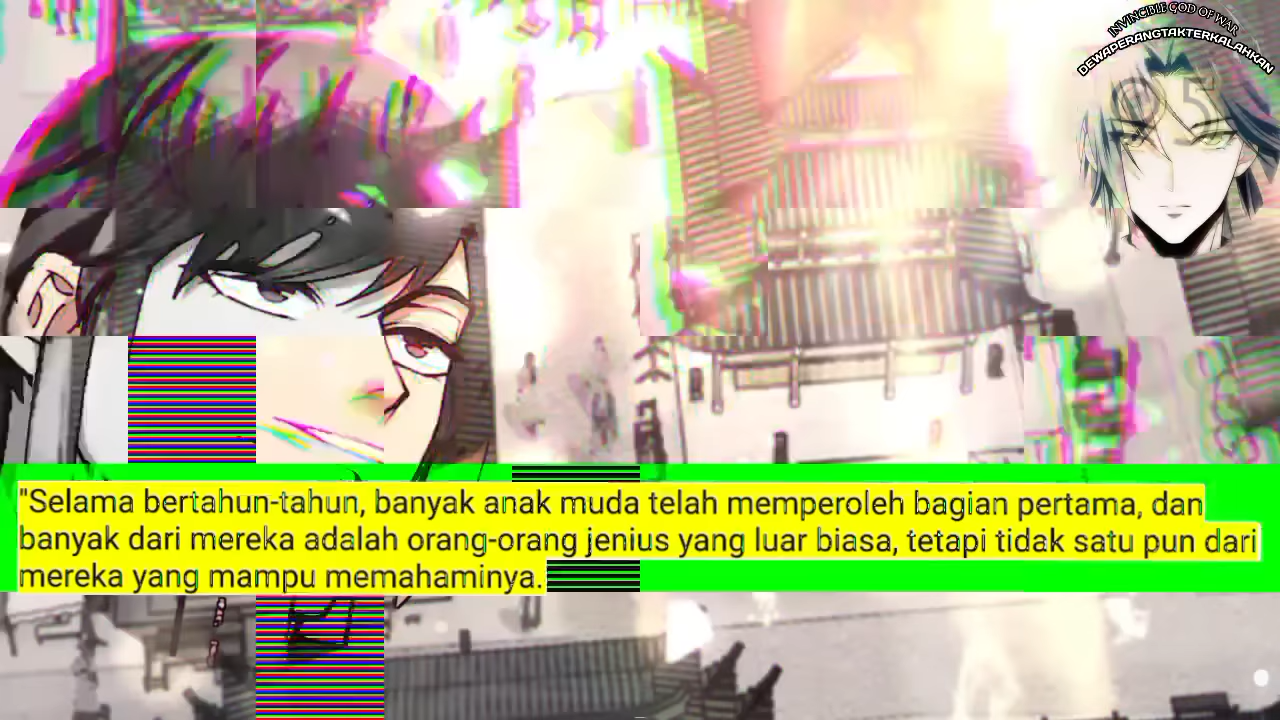 INVINCIBLE GOD OF WAR
DEWAPERANGTAKTERKALAHKAN
"Selama bertahun-tahun, banyak anak muda telah memperoleh bagian pertama, dan
banyak dari mereka adalah orang-orang jenius yang luar biasa, tetapi tidak satu pun dari
mereka yang mampu memahaminya.